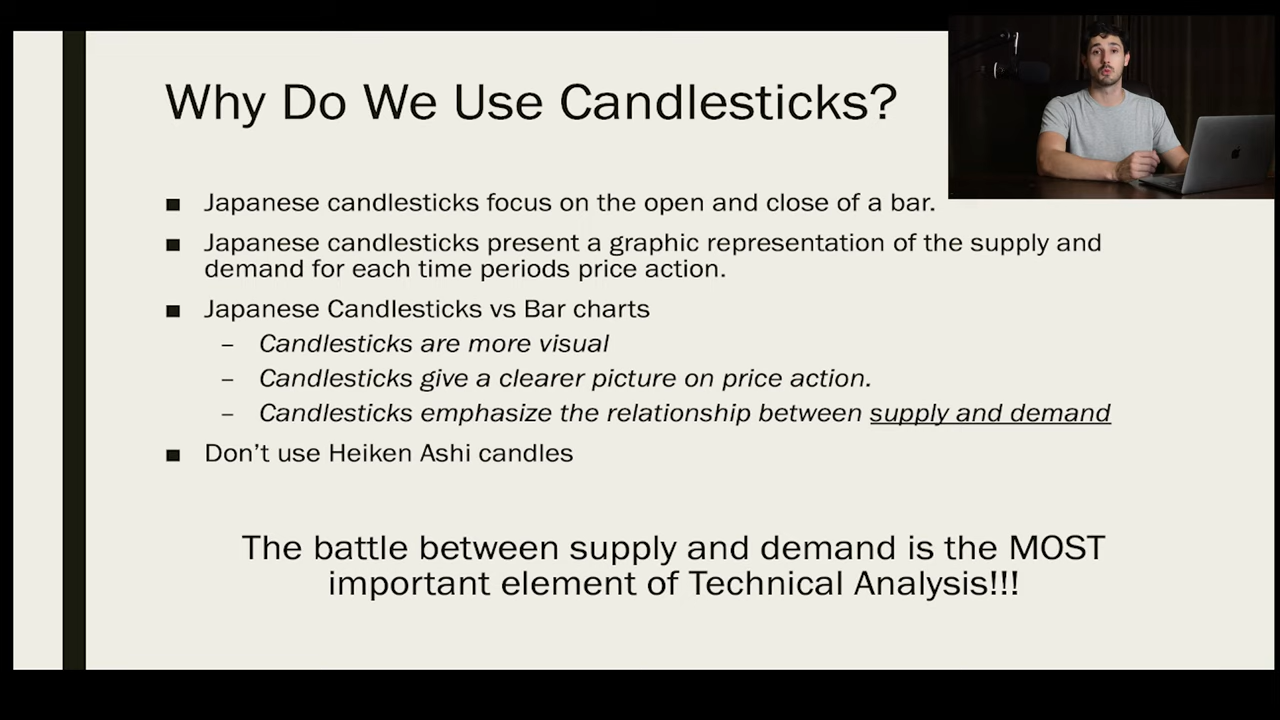 Why Do We Use Candlesticks?
■ Japanese candlesticks focus on the open and close of a bar.
■ Japanese candlesticks present a graphic representation of the supply and
demand for each time periods price action.
■ Japanese Candlesticks vs Bar charts
– Candlesticks are more visual
– Candlesticks give a clearer picture on price action.
– Candlesticks emphasize the relationship between supply and demand
■ Don’t use Heiken Ashi candles
The battle between supply and demand is the MOST
important element of Technical Analysis!!!